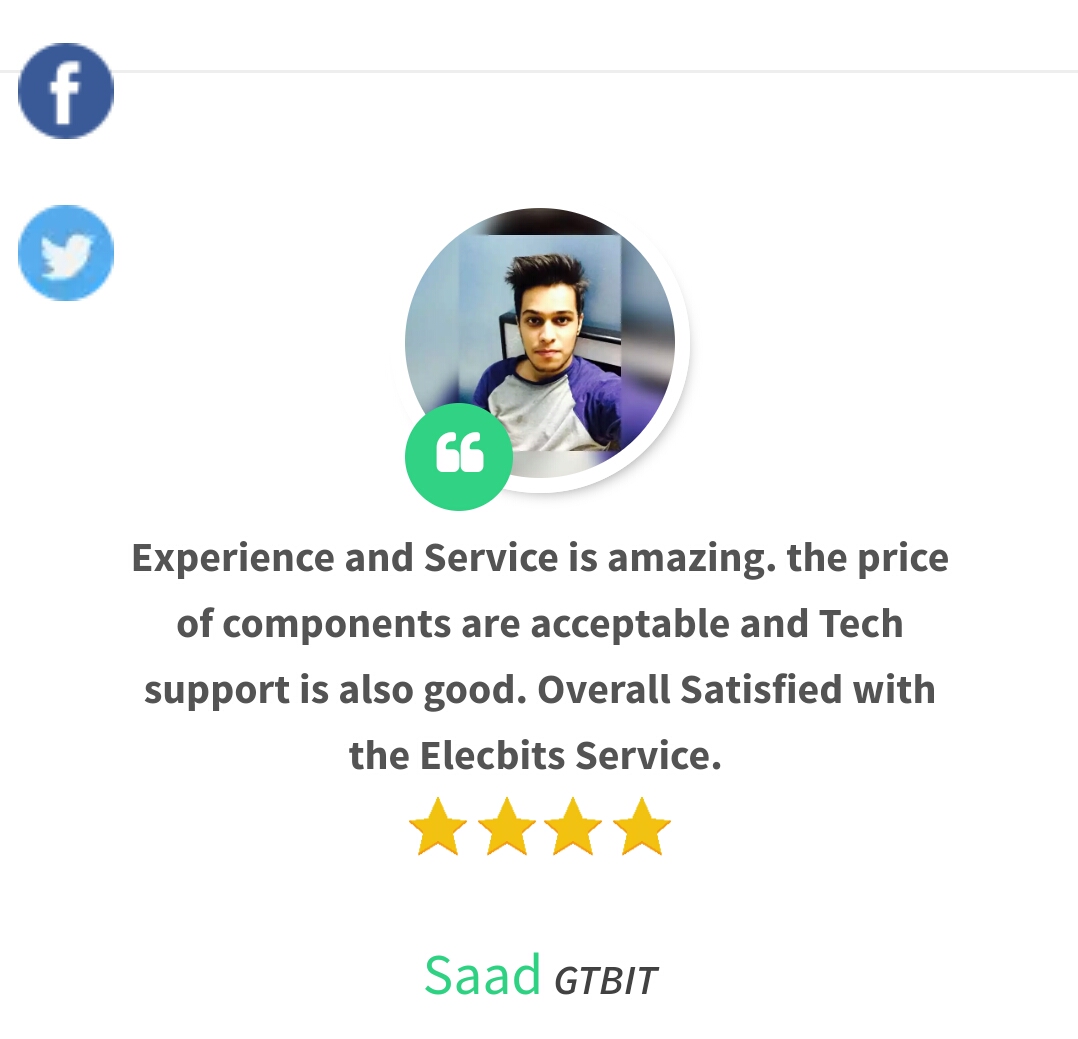 Experience and Service is amazing. the price
of components are acceptable and Tech
support is also good. Overall Satisfied with
the Elecbits Service.
Saad GTBIT